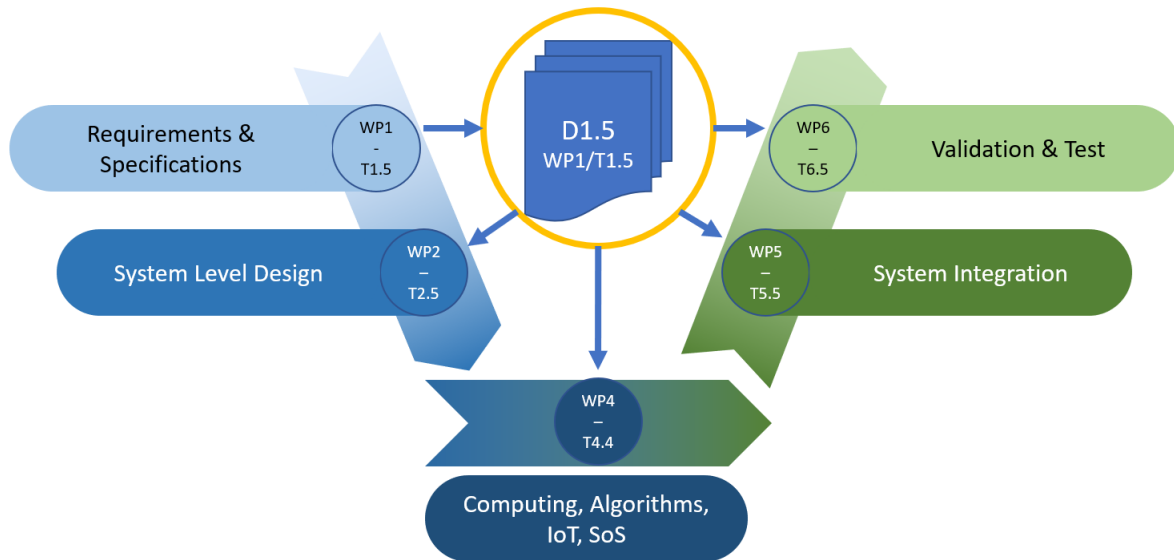 Requirements &
Specifications
WP1
-
T1.5
D1.5
WP1/T1.5
WP6
–
T6.5
Validation & Test
System Level Design
WP2
–
T2.5
WP5
–
T5.5
System Integration
WP4
–
T4.4
Computing, Algorithms,
IoT, SoS